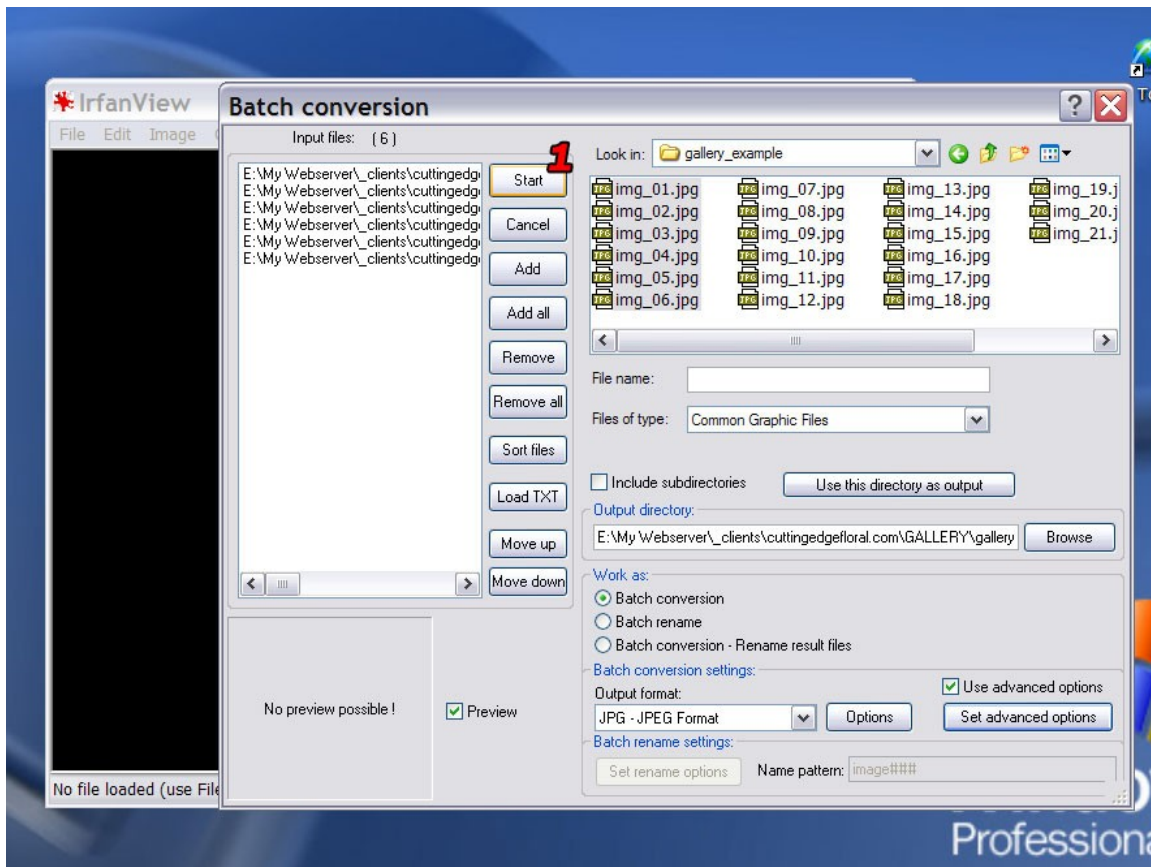 IrfanView
File Edit Image
Batch conversion
Input files: ( 6 )
E:\My Webserver\_clients\cuttingedg
E:\My Webserver\_clients\cuttingedg
E:\My Webserver\_clients\cuttingedg
E:\My Webserver\_clients\cuttingedg
E:\My Webserver\_clients\cuttingedg
E:\My Webserver\_clients\cuttingedg
1
Start
Cancel
Add
Add all
Remove
Remove all
Sort files
Load TXT
Move up
Move down
No preview possible !
Preview
Look in: gallery_example
img_01.jpg img_07.jpg img_13.jpg img_19.j
img_02.jpg img_08.jpg img_14.jpg img_20.j
img_03.jpg img_09.jpg img_15.jpg img_21.j
img_04.jpg img_10.jpg img_16.jpg
img_05.jpg img_11.jpg img_17.jpg
img_06.jpg img_12.jpg img_18.jpg
File name:
Files of type: Common Graphic Files
Include subdirectories Use this directory as output
Output directory:
E:\My Webserver\_clients\cuttingedgefloral.com\GALLERY\gallery Browse
Work as:
Batch conversion
Batch rename
Batch conversion - Rename result files
Batch conversion settings:
Use advanced options
Output format:
JPG - JPEG Format Options Set advanced options
Batch rename settings:
Set rename options Name pattern: image###
No file loaded (use File
Professiona